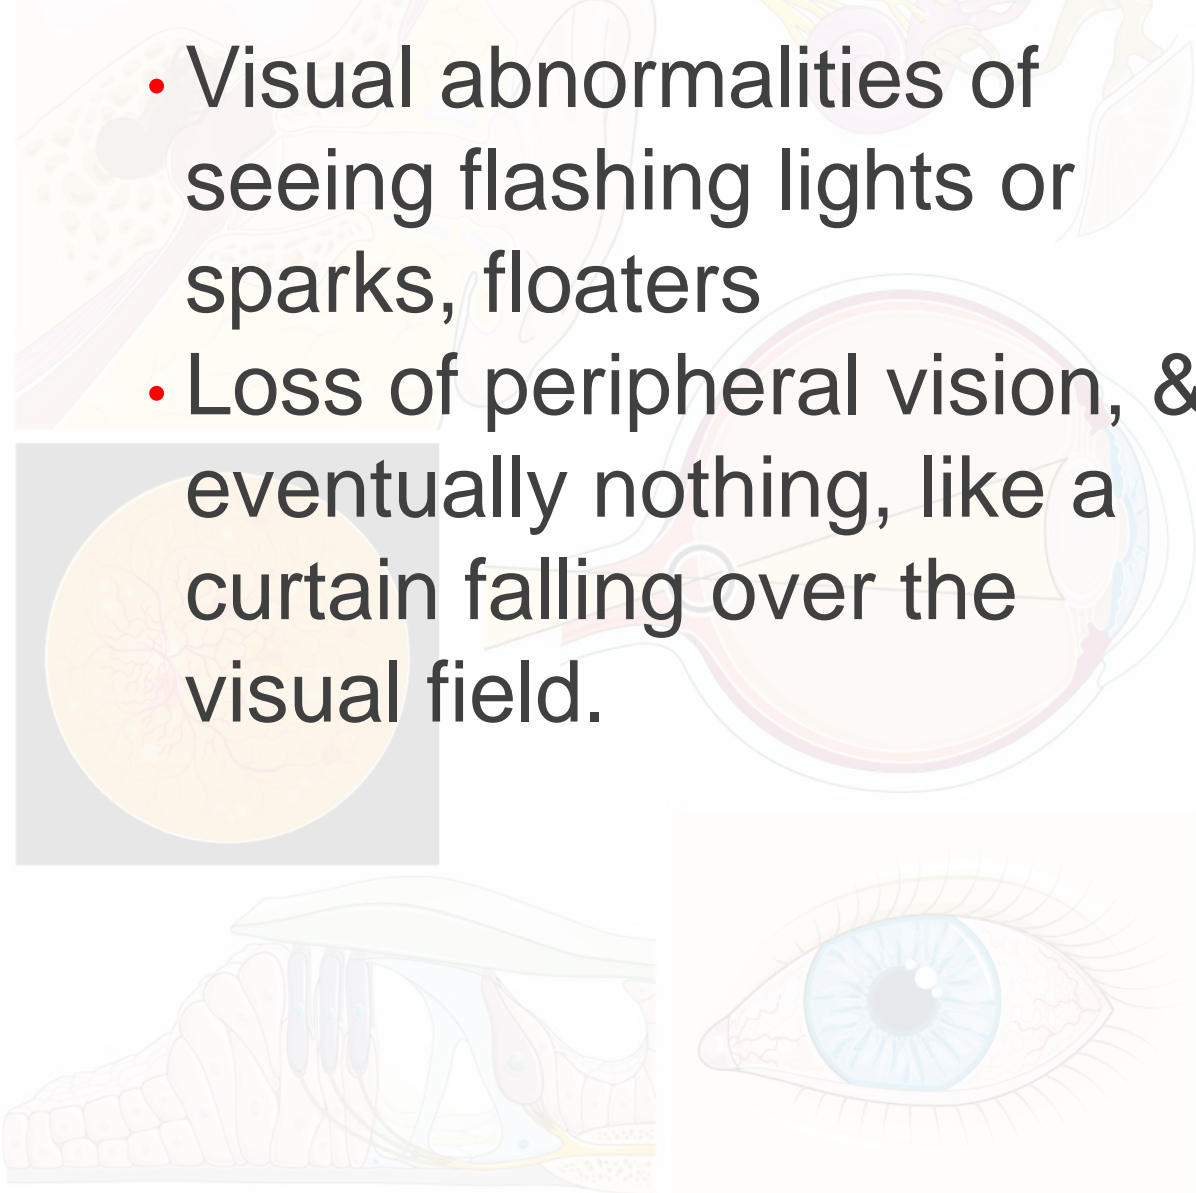 • Visual abnormalities of
seeing flashing lights or
sparks, floaters
• Loss of peripheral vision, &
eventually nothing, like a
curtain falling over the
visual field.